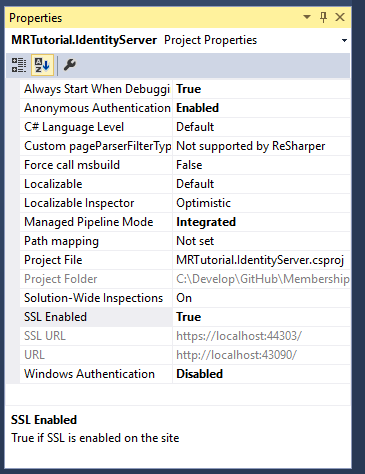 Properties
MRTutorial.IdentityServer Project Properties
Always Start When Debuggi True
Anonymous Authentication Enabled
C# Language Level Default
Custom pageParserFilterTyp Not supported by ReSharper
Force call msbuild False
Localizable Default
Localizable Inspector Optimistic
Managed Pipeline Mode Integrated
Path mapping Not set
Project File MRTutorial.IdentityServer.csproj
Project Folder C:\Develop\GitHub\Membership
Solution-Wide Inspections On
SSL Enabled True
SSL URL https://localhost:44303/
URL http://localhost:43090/
Windows Authentication Disabled
SSL Enabled
True if SSL is enabled on the site